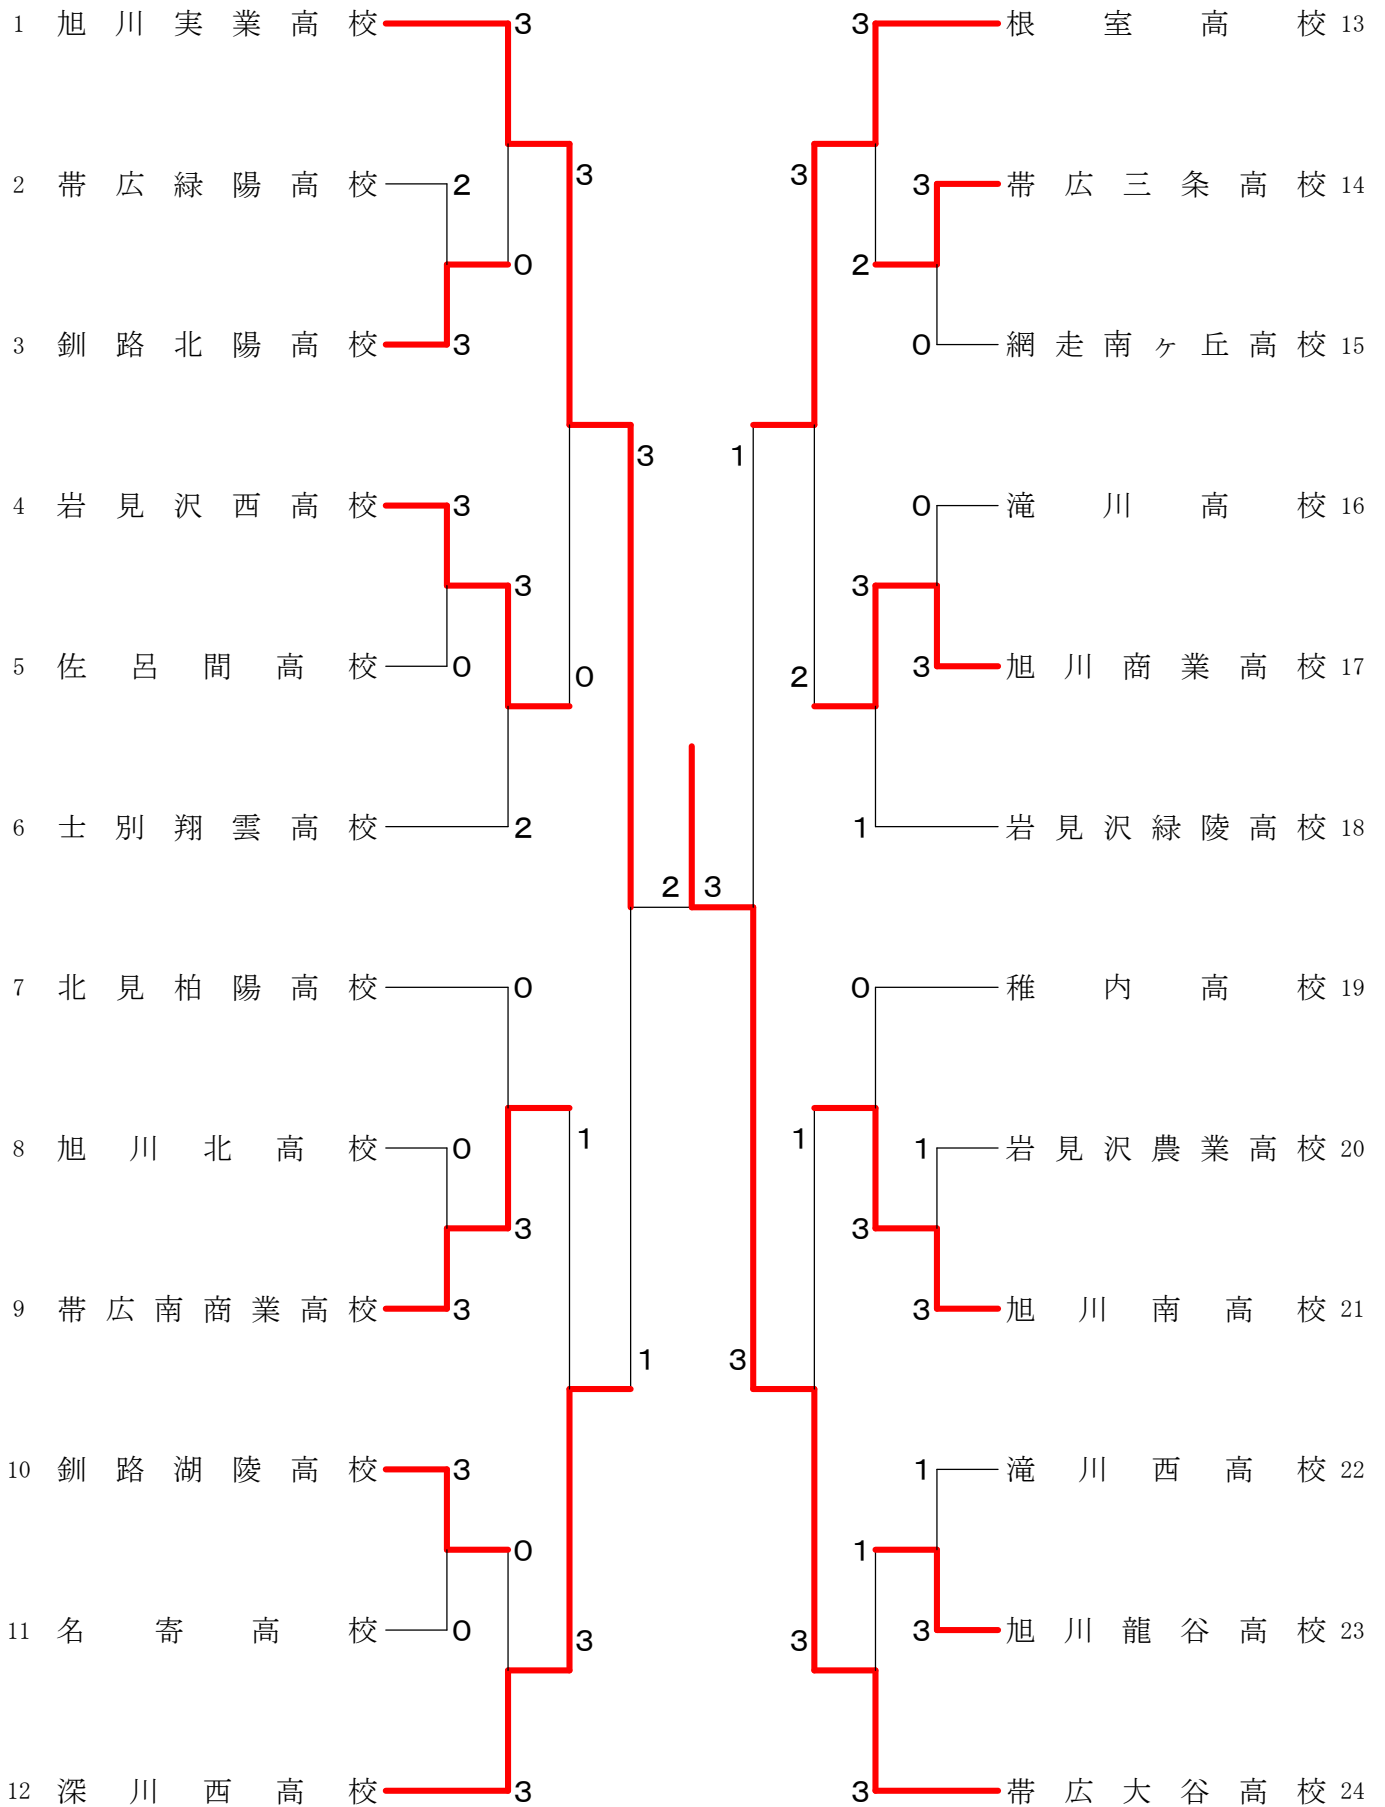 1 旭川実業高校 3 3 根室高校 13
3 3
2 帯広緑陽高校 2 3 帯広三条高校 14
0 2
3 釧路北陽高校 3 0 網走南ヶ丘高校 15
3 1
4 岩見沢西高校 3 0 滝川高校 16
3 3
5 佐呂間高校 0 0 2 3 旭川商業高校 17
6 士別翔雲高校 2 1 岩見沢緑陵高校 18
2 3
7 北見柏陽高校 0 0 稚内高校 19
1 1
8 旭川北高校 0 1 岩見沢農業高校 20
3 3
9 帯広南商業高校 3 3 旭川南高校 21
1 3
10 釧路湖陵高校 3 1 滝川西高校 22
0 1
11 名寄高校 0 3 3 3 旭川龍谷高校 23
12 深川西高校 3 3 帯広大谷高校 24